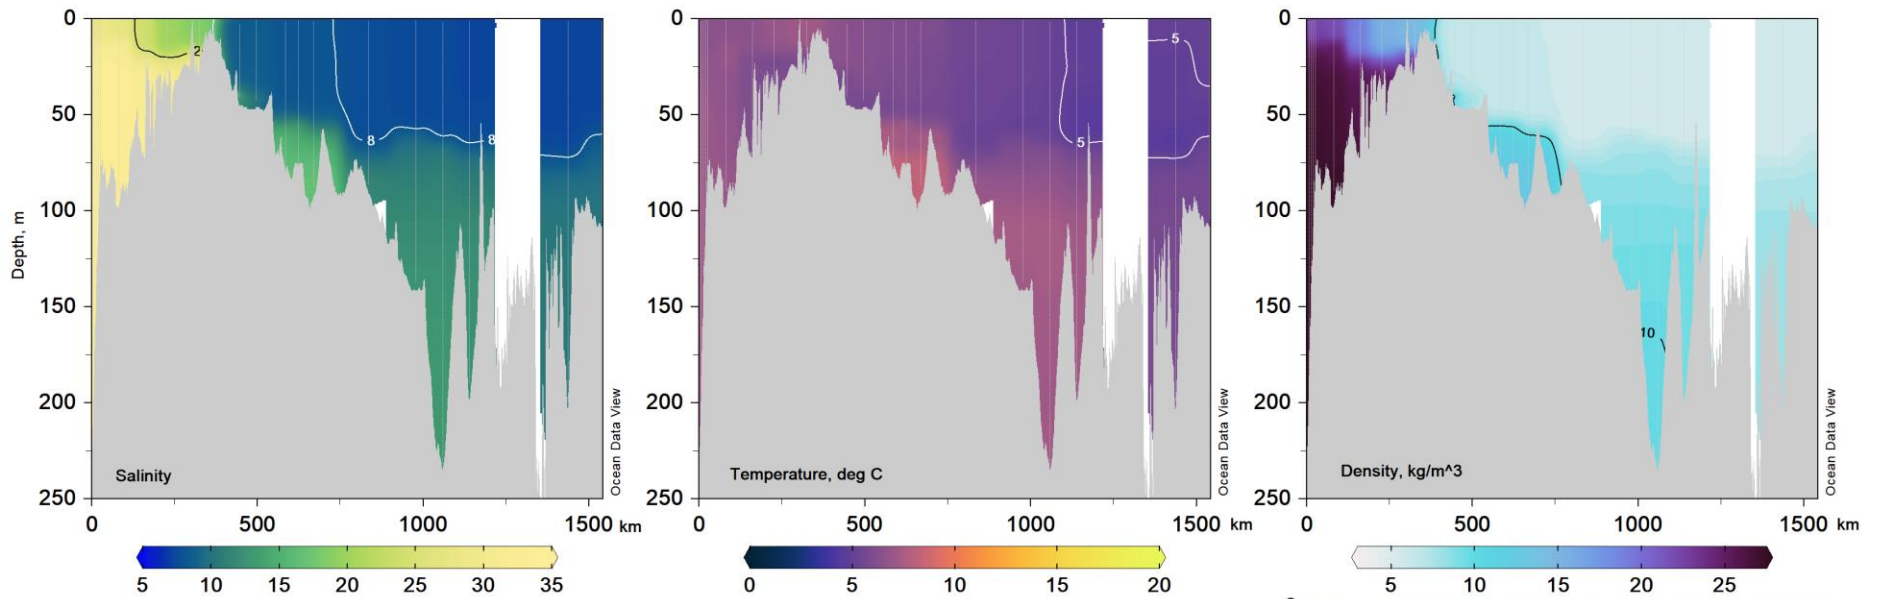 0
50
100
150
200
250
Depth, m
2
8
8
Salinity
Ocean Data View
0 500 1000 1500 km
5 10 15 20 25 30 35
0
50
100
150
200
250
5
5
Temperature, deg C
Ocean Data View
0 500 1000 1500 km
0 5 10 15 20
0
50
100
150
200
250
10
Density, kg/m^3
Ocean Data View
0 500 1000 1500 km
5 10 15 20 25